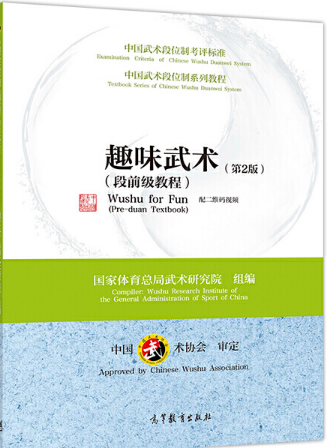 中国武术段位制考评标准
Examination Criteria of Chinese Wushu Duanwei System
中国武术段位制系列教程
Textbook Series of Chinese Wushu Duanwei System
趣味武术（第2版）
（段前级教程）
Wushu for Fun 配二维码视频
(Pre-duan Textbook)
国家体育总局武术研究院 组编
Compiler: Wushu Research Institute of
the General Administration of Sport of China
中国武术协会 审定
Approved by Chinese Wushu Association
高等教育出版社